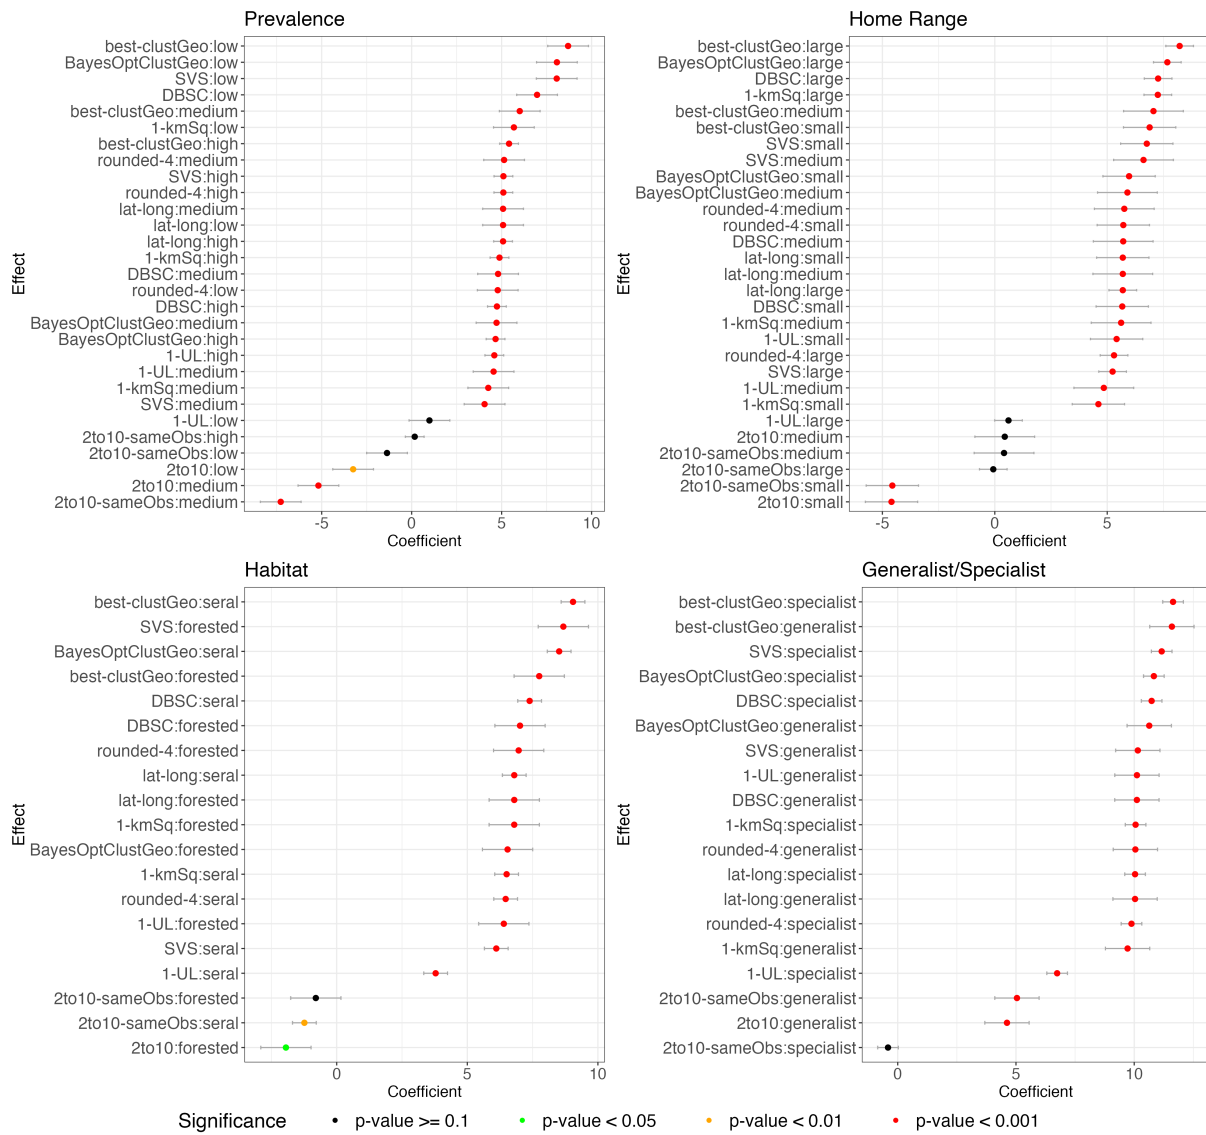 Prevalence
Effect
best-clustGeo:low
BayesOptClustGeo:low
SVS:low
DBSC:low
best-clustGeo:medium
1-kmSq:low
best-clustGeo:high
rounded-4:medium
SVS:high
rounded-4:high
lat-long:medium
lat-long:low
lat-long:high
1-kmSq:high
DBSC:medium
rounded-4:low
DBSC:high
BayesOptClustGeo:medium
BayesOptClustGeo:high
1-UL:high
1-UL:medium
1-kmSq:medium
SVS:medium
1-UL:low
2to10-sameObs:high
2to10-sameObs:low
2to10:low
2to10:medium
2to10-sameObs:medium
-5 0 5 10
Coefficient
Home Range
Effect
best-clustGeo:large
BayesOptClustGeo:large
DBSC:large
1-kmSq:large
best-clustGeo:medium
best-clustGeo:small
SVS:small
SVS:medium
BayesOptClustGeo:small
BayesOptClustGeo:medium
rounded-4:medium
rounded-4:small
DBSC:medium
lat-long:small
lat-long:medium
lat-long:large
DBSC:small
1-kmSq:medium
1-UL:small
rounded-4:large
SVS:large
1-UL:medium
1-kmSq:small
1-UL:large
2to10:medium
2to10-sameObs:medium
2to10-sameObs:large
2to10-sameObs:small
2to10:small
-5 0 5
Coefficient
Habitat
Effect
best-clustGeo:seral
SVS:forested
BayesOptClustGeo:seral
best-clustGeo:forested
DBSC:seral
DBSC:forested
rounded-4:forested
lat-long:seral
lat-long:forested
1-kmSq:forested
BayesOptClustGeo:forested
1-kmSq:seral
rounded-4:seral
1-UL:forested
SVS:seral
1-UL:seral
2to10-sameObs:forested
2to10-sameObs:seral
2to10:forested
0 5 10
Coefficient
Generalist/Specialist
Effect
best-clustGeo:specialist
best-clustGeo:generalist
SVS:specialist
BayesOptClustGeo:specialist
DBSC:specialist
BayesOptClustGeo:generalist
SVS:generalist
1-UL:generalist
DBSC:generalist
1-kmSq:specialist
rounded-4:generalist
lat-long:specialist
lat-long:generalist
rounded-4:specialist
1-kmSq:generalist
1-UL:specialist
2to10-sameObs:generalist
2to10:generalist
2to10-sameObs:specialist
0 5 10
Coefficient
Significance p-value >= 0.1 p-value < 0.05 p-value < 0.01 p-value < 0.001